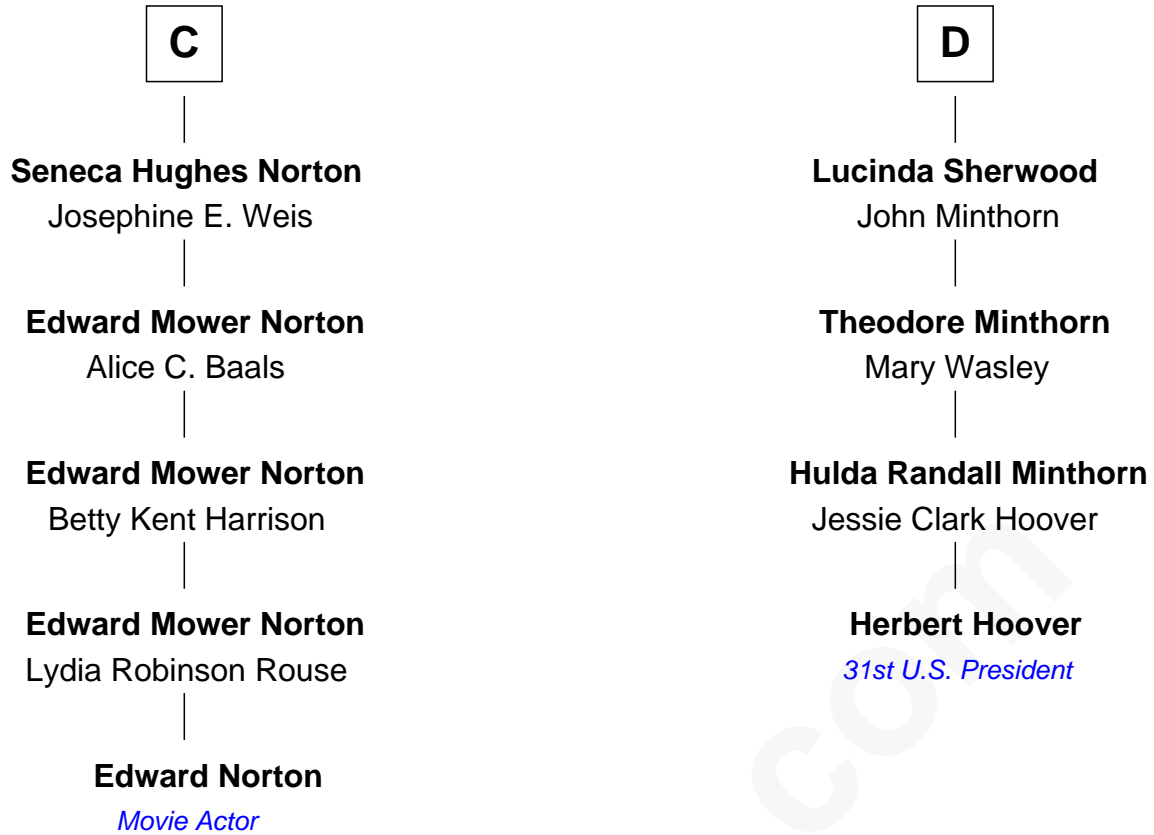 C
Seneca Hughes Norton
Josephine E. Weis
Edward Mower Norton
Alice C. Baals
Edward Mower Norton
Betty Kent Harrison
Edward Mower Norton
Lydia Robinson Rouse
Edward Norton
Movie Actor
D
Lucinda Sherwood
John Minthorn
Theodore Minthorn
Mary Wasley
Hulda Randall Minthorn
Jessie Clark Hoover
Herbert Hoover
31st U.S. President
com